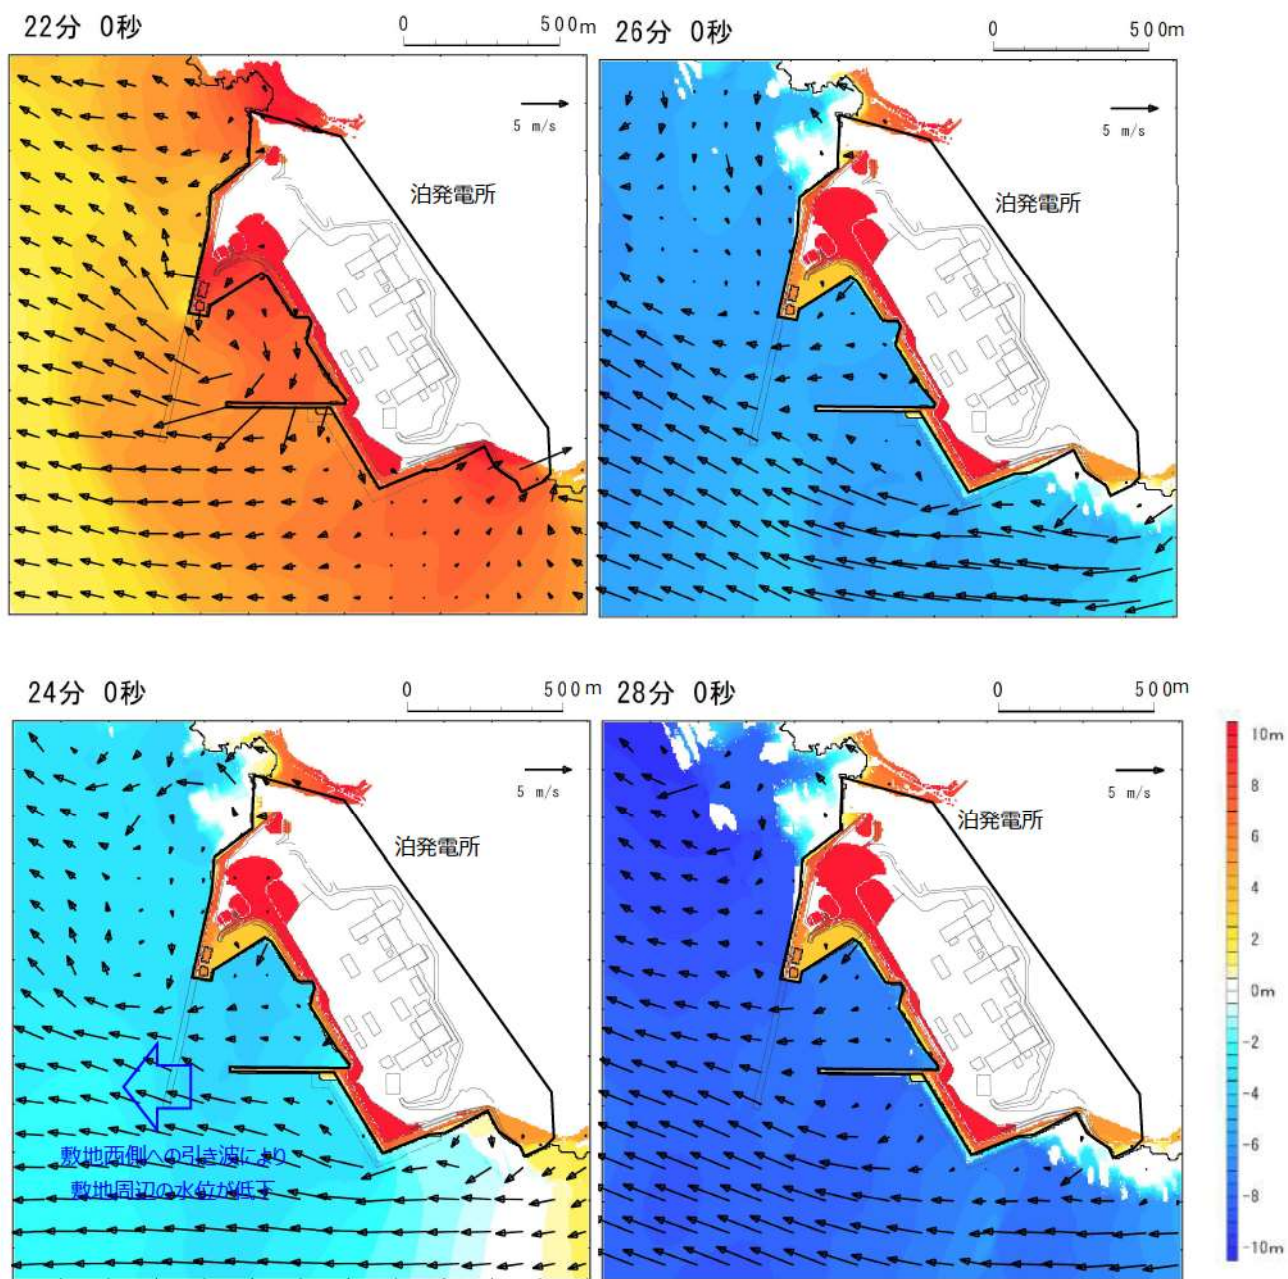 22分 0秒
0 500m
5 m/s
泊発電所
26分 0秒
0 500m
5 m/s
泊発電所
24分 0秒
0 500m
5 m/s
泊発電所
敷地西側への引き波により
敷地周辺の水位が低下
28分 0秒
0 500m
5 m/s
泊発電所
10m
8
6
4
2
0m
-2
-4
-6
-8
-10m